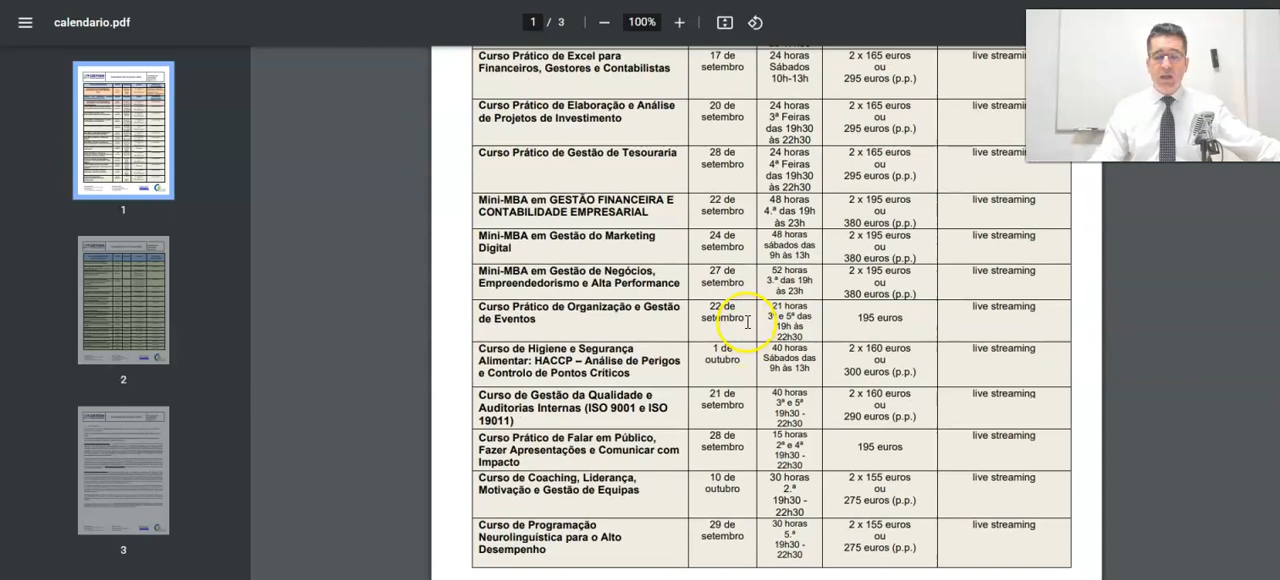 calendario.pdf
1 / 3
100%
1
2
3
Curso Prático de Excel para
Financeiros, Gestores e Contabilistas
17 de
setembro
24 horas
Sábados
10h-13h
2 x 165 euros
ou
295 euros (p.p.)
live streaming
Curso Prático de Elaboração e Análise
de Projetos de Investimento
20 de
setembro
24 horas
3ª Feiras
das 19h30
às 22h30
2 x 165 euros
ou
295 euros (p.p.)
live streaming
Curso Prático de Gestão de Tesouraria
28 de
setembro
24 horas
4ª Feiras
das 19h30
às 22h30
2 x 165 euros
ou
295 euros (p.p.)
live streaming
Mini-MBA em GESTÃO FINANCEIRA E
CONTABILIDADE EMPRESARIAL
22 de
setembro
48 horas
4.ª das 19h
às 23h
2 x 195 euros
ou
380 euros (p.p.)
live streaming
Mini-MBA em Gestão do Marketing
Digital
24 de
setembro
48 horas
sábados das
9h às 13h
2 x 195 euros
ou
380 euros (p.p.)
live streaming
Mini-MBA em Gestão de Negócios,
Empreendedorismo e Alta Performance
27 de
setembro
52 horas
3.ª das 19h
às 23h
2 x 195 euros
ou
380 euros (p.p.)
live streaming
Curso Prático de Organização e Gestão
de Eventos
22 de
setembro
21 horas
3ª e 5ª das
19h às
22h30
195 euros
live streaming
Curso de Higiene e Segurança
Alimentar: HACCP – Análise de Perigos
e Controlo de Pontos Críticos
1 de
outubro
40 horas
Sábados das
9h às 13h
2 x 160 euros
ou
300 euros (p.p.)
live streaming
Curso de Gestão da Qualidade e
Auditorias Internas (ISO 9001 e ISO
19011)
21 de
setembro
40 horas
3ª e 5ª
19h30 -
22h30
2 x 160 euros
ou
290 euros (p.p.)
live streaming
Curso Prático de Falar em Público,
Fazer Apresentações e Comunicar com
Impacto
28 de
setembro
15 horas
2ª e 4ª
19h30 -
22h30
195 euros
live streaming
Curso de Coaching, Liderança,
Motivação e Gestão de Equipas
10 de
outubro
30 horas
2.ª
19h30 -
22h30
2 x 155 euros
ou
275 euros (p.p.)
live streaming
Curso de Programação
Neurolinguística para o Alto
Desempenho
29 de
setembro
30 horas
5.ª
19h30 -
22h30
2 x 155 euros
ou
275 euros (p.p.)
live streaming